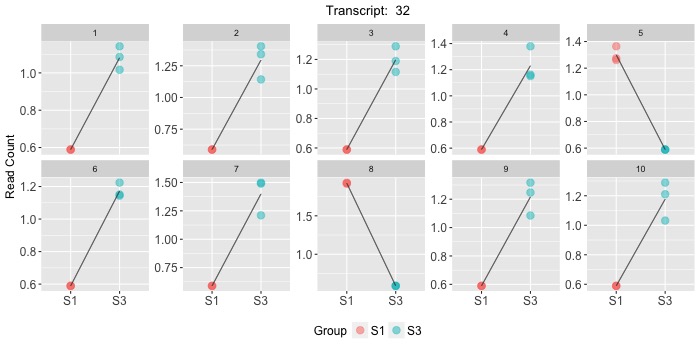 Transcript: 32
1 2 3 4 5
1.0 0.8 0.6
1.25 1.00 0.75
1.2 1.0 0.8 0.6
1.4 1.2 1.0 0.8 0.6
1.4 1.2 1.0 0.8 0.6
Read Count
6 7 8 9 10
1.2 1.0 0.8 0.6
1.50 1.25 1.00 0.75
1.5 1.0
1.2 1.0 0.8 0.6
1.2 1.0 0.8 0.6
S1 S3 S1 S3 S1 S3 S1 S3 S1 S3
Group S1 S3